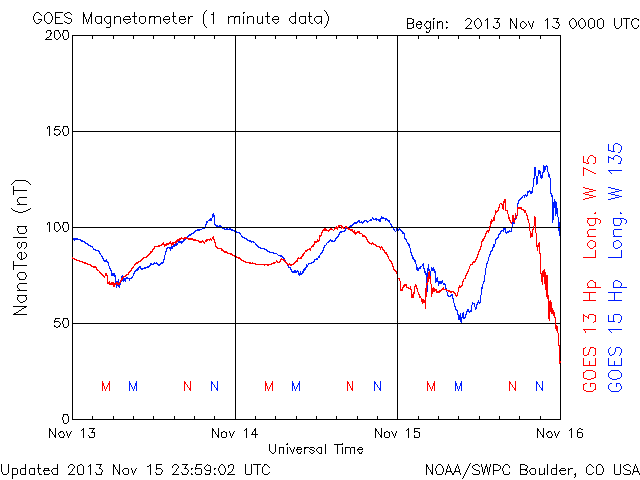 GOES Magnetometer (1 minute data)
Begin: 2013 Nov 13 0000 UTC
200
150
100
50
0
NanoTesla (nT)
M M N N M M N N M M N N
Nov 13 Nov 14 Nov 15 Nov 16
Universal Time
GOES 13 Hp Long. W 75
GOES 15 Hp Long. W 135
Updated 2013 Nov 15 23:59:02 UTC
NOAA/SWPC Boulder, CO USA